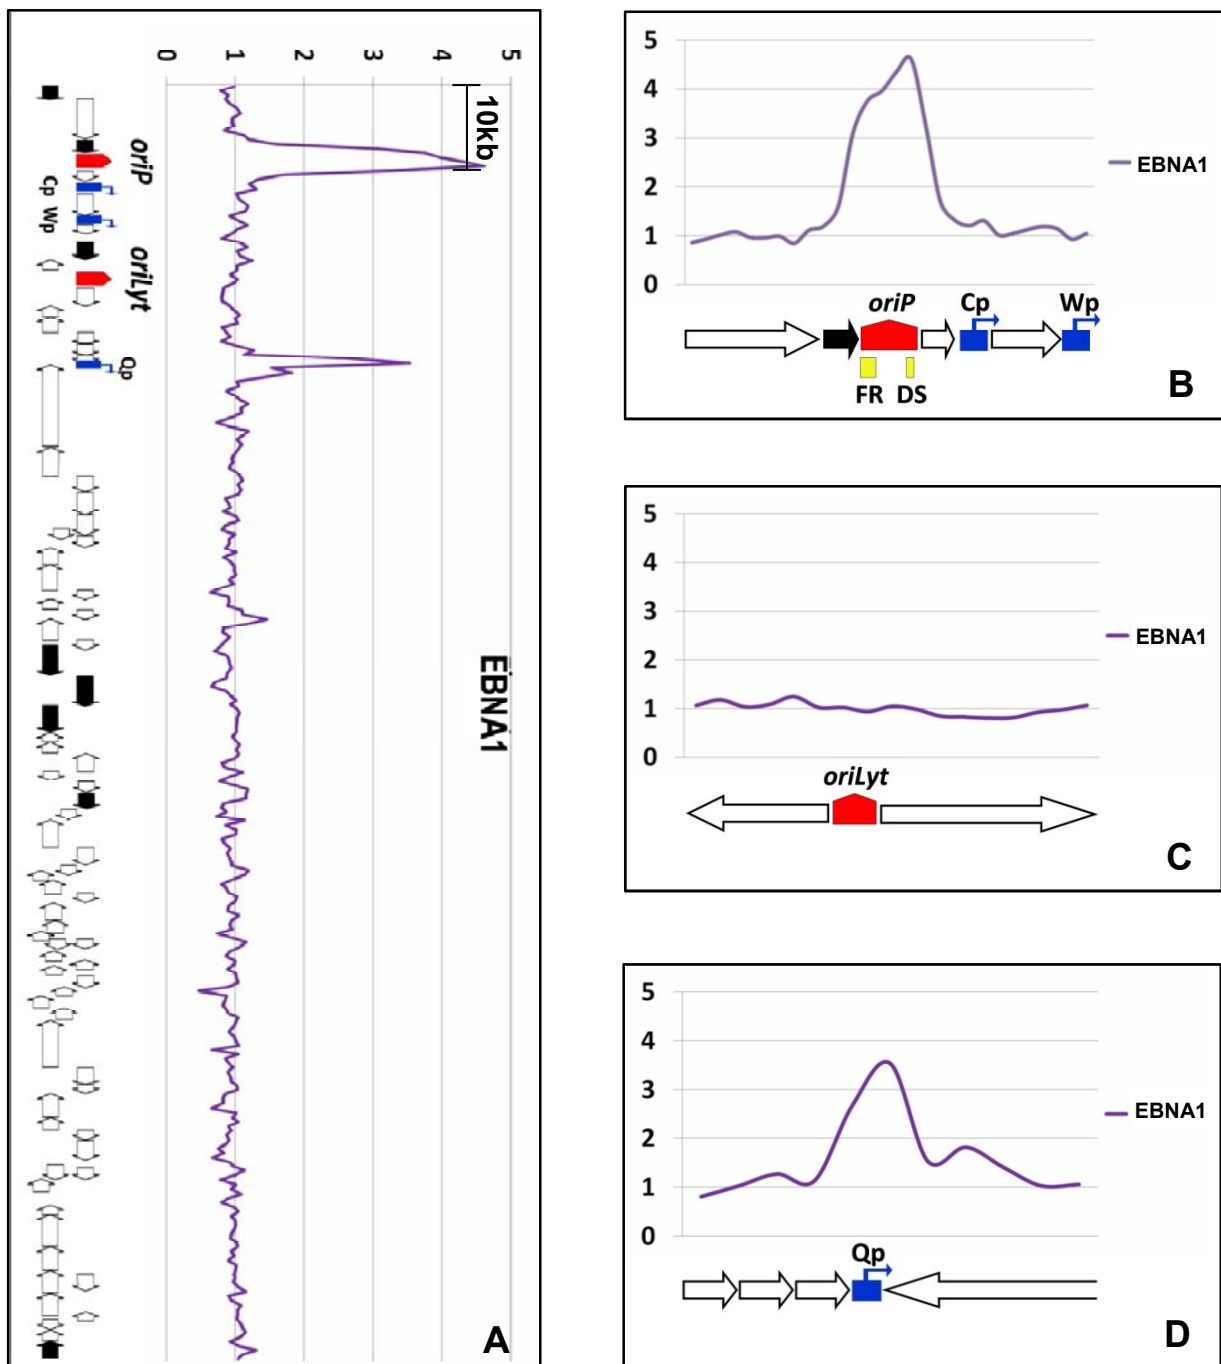 0 1 2 3 4 5
10kb
oriP
Cp Wp
oriLyt
Qp
EBNA1
A
5
4
3
2
1
0
EBNA1
oriP Cp Wp
FR DS
B
5
4
3
2
1
0
EBNA1
oriLyt
C
5
4
3
2
1
0
EBNA1
Qp
D